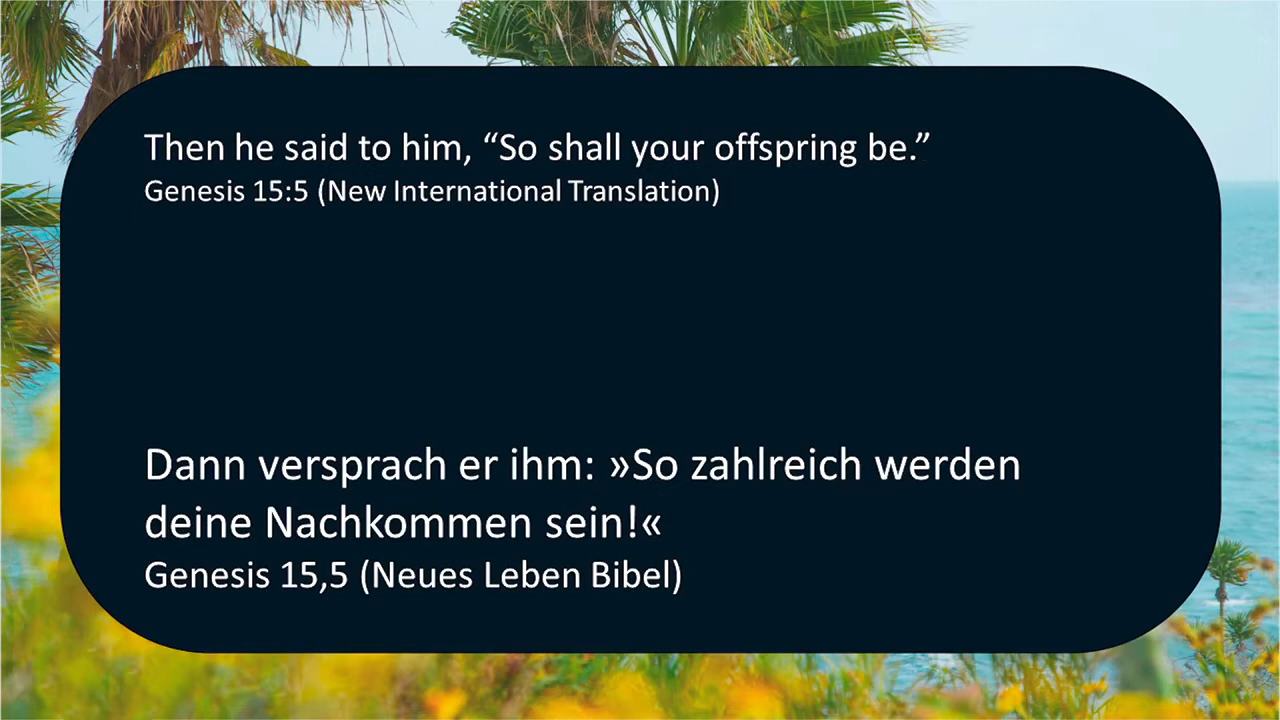 Then he said to him, “So shall your offspring be.”
Genesis 15:5 (New International Translation)
Dann versprach er ihm: »So zahlreich werden
deine Nachkommen sein!«
Genesis 15,5 (Neues Leben Bibel)